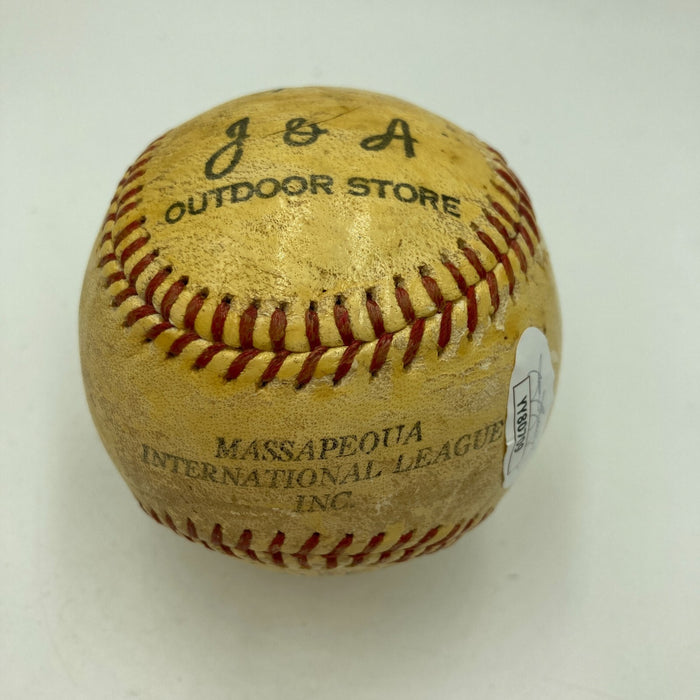 J & A
OUTDOOR STORE
MASSAPEQUA
INTERNATIONAL LEAGUE
INC.